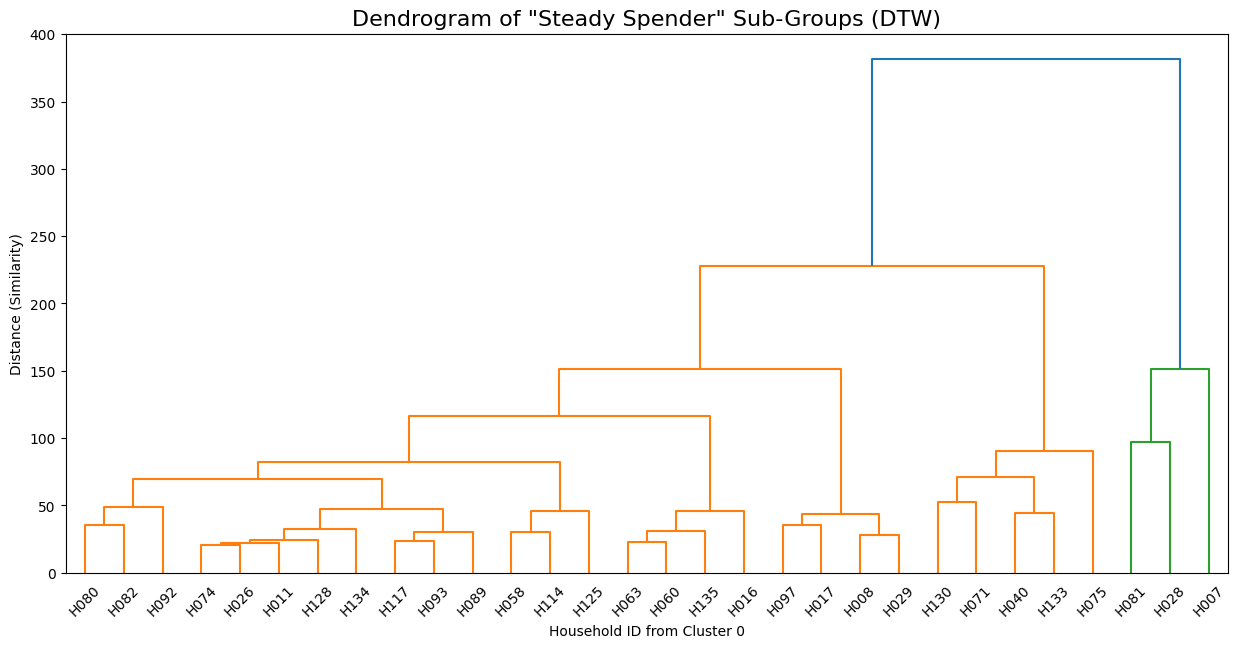 Dendrogram of "Steady Spender" Sub-Groups (DTW)
400
350
300
250
200
150
100
50
0
Distance (Similarity)
H080 H082 H092 H074 H026 H011 H128 H134 H117 H093 H089 H058 H114 H125 H063 H060 H135 H016 H097 H017 H008 H029 H130 H071 H040 H133 H075 H081 H028 H007
Household ID from Cluster 0